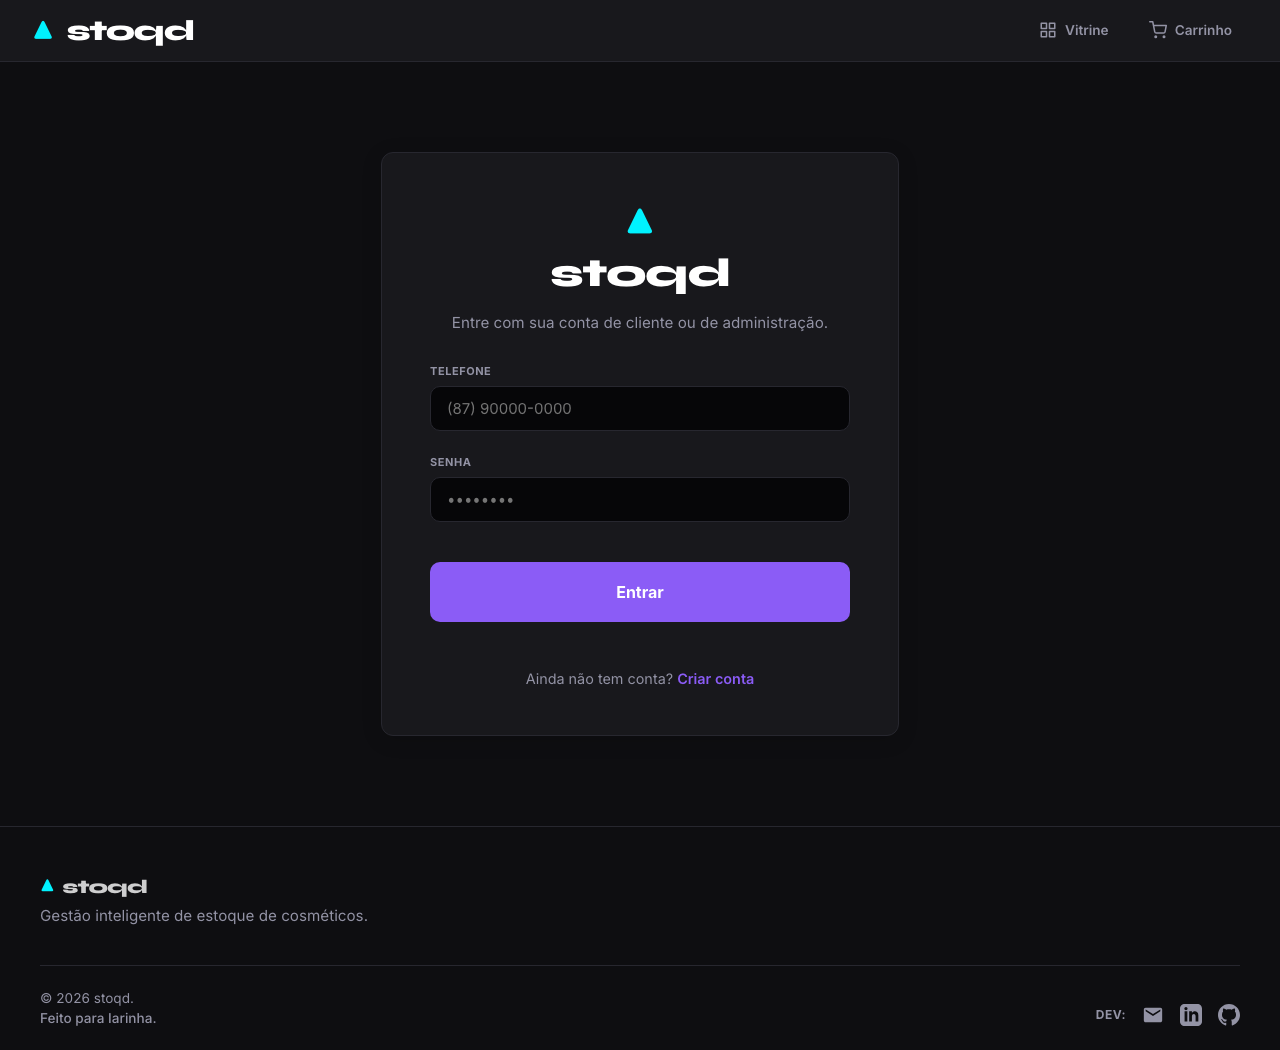 stoqd
Vitrine
Carrinho
stoqd
Entre com sua conta de cliente ou de administração.
TELEFONE
(87) 90000-0000
SENHA
••••••••
Entrar
Ainda não tem conta? Criar conta
stoqd
Gestão inteligente de estoque de cosméticos.
© 2026 stoqd.
Feito para larinha.
DEV: